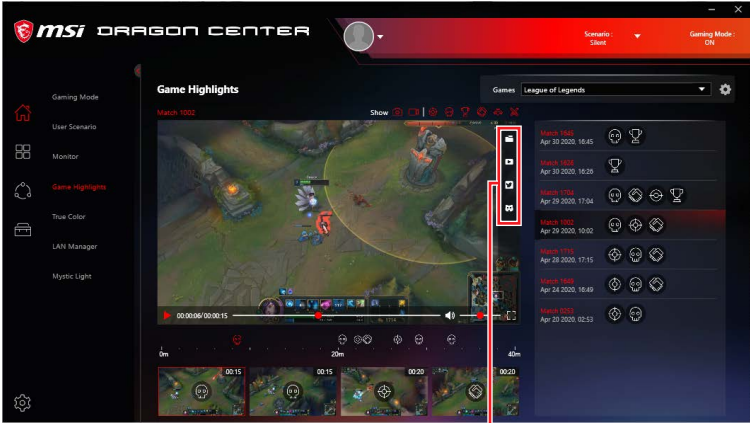 msi DRAGON CENTER
Scenario :
Silent
Gaming Mode :
ON
Gaming Mode
User Scenario
Monitor
Game Highlights
True Color
LAN Manager
Mystic Light
Game Highlights
Games League of Legends
Match 1002
Show
00:00:06/00:00:15
0m
20m
40m
00:15
00:15
00:20
00:20
Match 1645
Apr 30 2020, 16:45
Apr 30 2020, 16:26
Match 1704
Apr 29 2020, 17:04
Match 1002
Apr 29 2020, 10:02
Match 1715
Apr 28 2020, 17:15
Match 1649
Apr 24 2020, 16:49
Match 0253
Apr 20 2020, 02:53